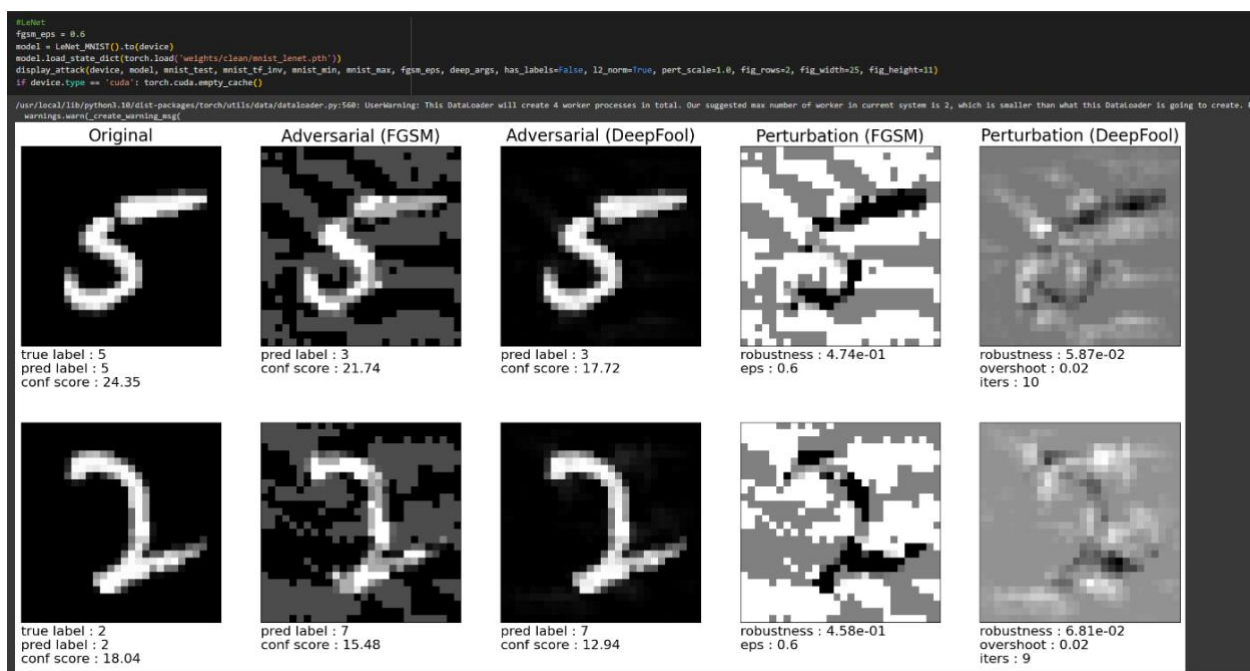 #LeNet
fgsm_eps = 0.6
model = LeNet_MNIST().to(device)
model.load_state_dict(torch.load('weights/clean/mnist_lenet.pth'))
display_attack(device, model, mnist_test, mnist_tf_inv, mnist_min, mnist_max, fgsm_eps, deep_args, has_labels=False, l2_norm=True, pert_scale=1.0, fig_rows=2, fig_width=25, fig_height=11)
if device.type == 'cuda': torch.cuda.empty_cache()
/usr/local/lib/python3.10/dist-packages/torch/utils/data/dataloader.py:560: UserWarning: This DataLoader will create 4 worker processes in total. Our suggested max number of worker in current system is 2, which is smaller than what this DataLoader is going to create.
warnings.warn(_create_warning_msg(
Original Adversarial (FGSM) Adversarial (DeepFool) Perturbation (FGSM) Perturbation (DeepFool)
true label : 5 pred label : 3 pred label : 3 robustness : 4.74e-01 robustness : 5.87e-02
pred label : 5 conf score : 21.74 conf score : 17.72 eps : 0.6 overshoot : 0.02
conf score : 24.35 iters : 10
true label : 2 pred label : 7 pred label : 7 robustness : 4.58e-01 robustness : 6.81e-02
pred label : 2 conf score : 15.48 conf score : 12.94 eps : 0.6 overshoot : 0.02
conf score : 18.04 iters : 9